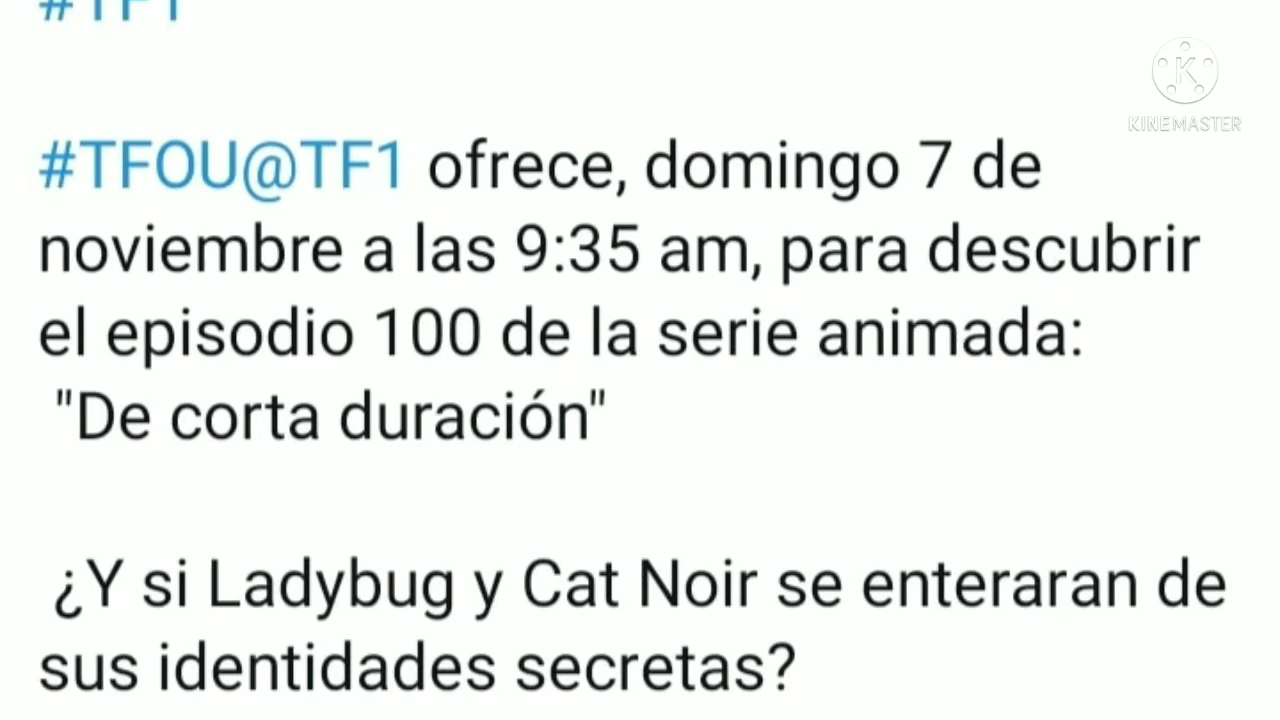 #TF1
K
KINEMASTER
#TFOU@TF1 ofrece, domingo 7 de
noviembre a las 9:35 am, para descubrir
el episodio 100 de la serie animada:
"De corta duración"
¿Y si Ladybug y Cat Noir se enteraran de
sus identidades secretas?